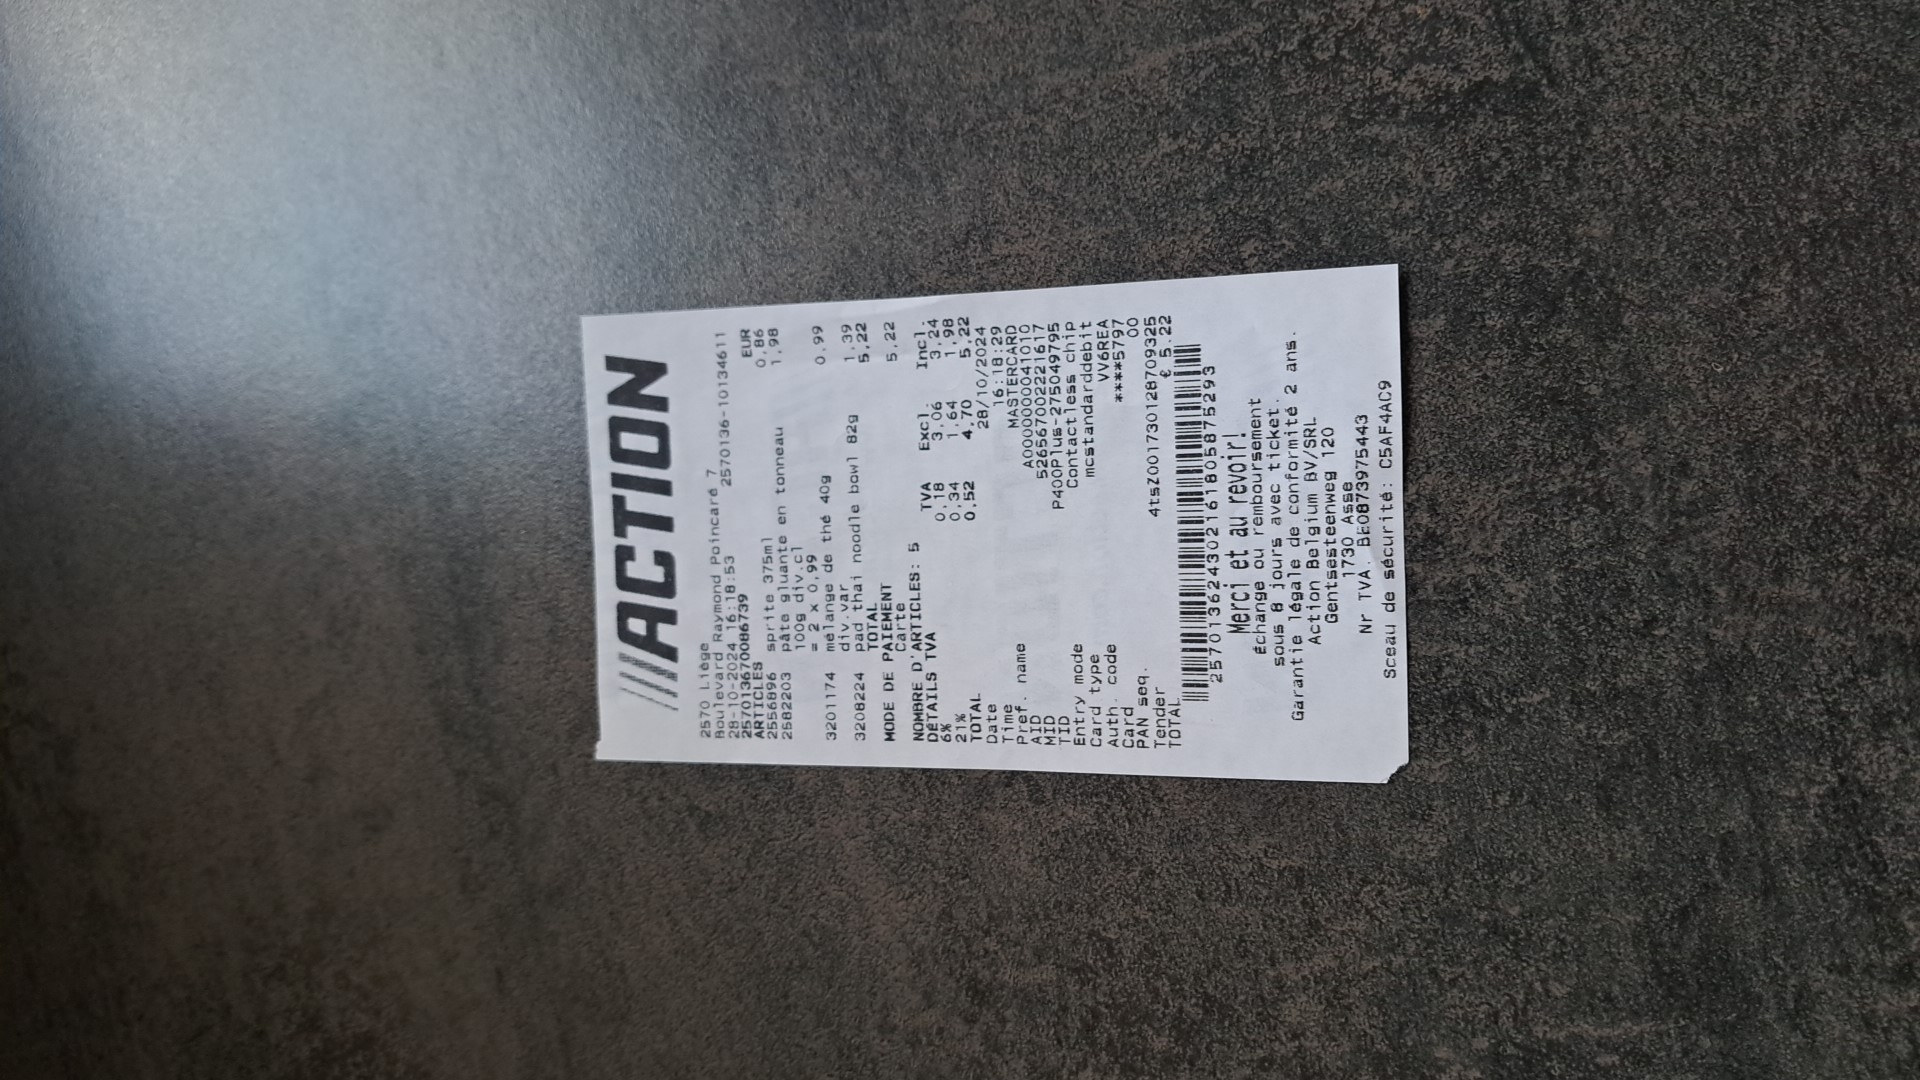 ACTION
2570 Liége
Boulevard Raymond Poincaré 7
28-10-2024 16:18:53 2570136-10134611
257013670086739
ARTICLES EUR
2556896 sprite 375ml 0,86
2582203 pâte gluante en tonneau 1,98
100g div.cl
= 2 x 0,99
3201174 mélange de thé 40g 0,99
div.var
3208224 pad thai noodle bowl 82g 1,39
TOTAL 5,22
MODE DE PAIEMENT
Carte 5,22
NOMBRE D'ARTICLES: 5
DÉTAILS TVA TVA Excl. Incl.
6% 0,18 3,06 3,24
21% 0,34 1,64 1,98
TOTAL 0,52 4,70 5,22
Date 28/10/2024
Time 16:18:29
Pref. name MASTERCARD
AID A0000000041010
MID 526567002221617
TID P400Plus-275049795
Entry mode Contactless chip
Card type mcstandarddebit
Auth. code VV6REA
Card ****5797
PAN seq. 00
Tender 4tsZ001730128709325
TOTAL € 5.22
257013624302161805875293
Merci et au revoir!
Échange ou remboursement
sous 8 jours avec ticket.
Garantie légale de conformité 2 ans.
Action Belgium BV/SRL
Gentsesteenweg 120
1730 Asse
Nr TVA. BE0873975443
Sceau de sécurité: C5AF4AC9